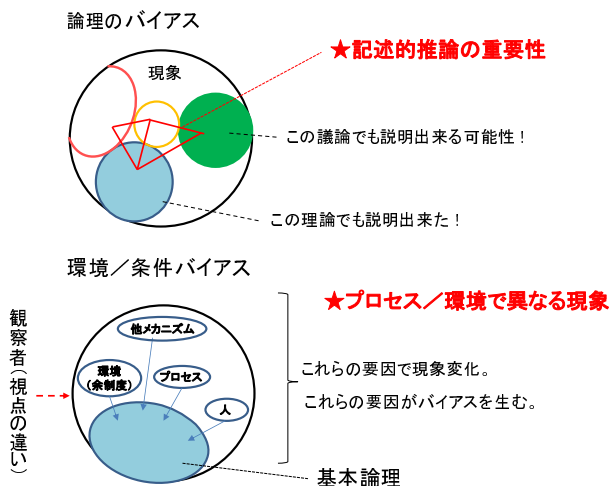 論理のバイアス
★記述的推論の重要性
現象
この議論でも説明出来る可能性！
この理論でも説明出来た！
環境／条件バイアス
★プロセス／環境で異なる現象
観察者（視点の違い）
他メカニズム
環境
（余制度）
プロセス
人
これらの要因で現象変化。
これらの要因がバイアスを生む。
基本論理